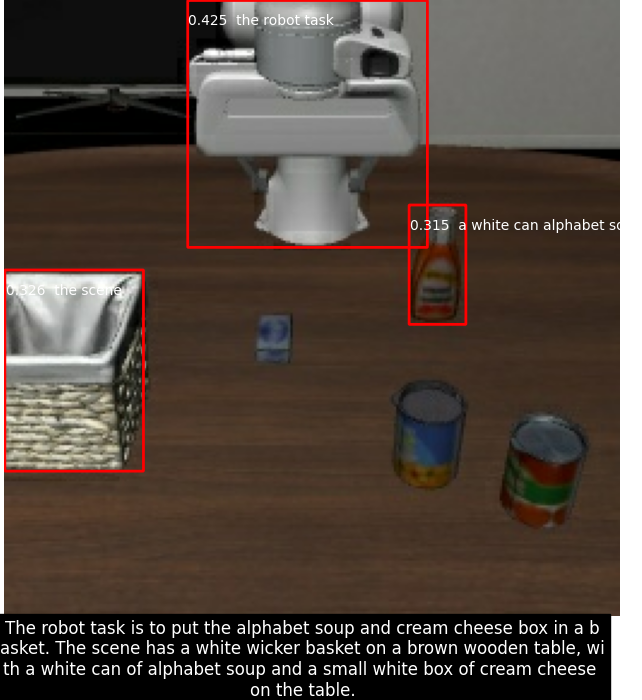 0.425 the robot task
0.315 a white can alphabet so
0.326 the scene
The robot task is to put the alphabet soup and cream cheese box in a b
asket. The scene has a white wicker basket on a brown wooden table, wi
th a white can of alphabet soup and a small white box of cream cheese
on the table.